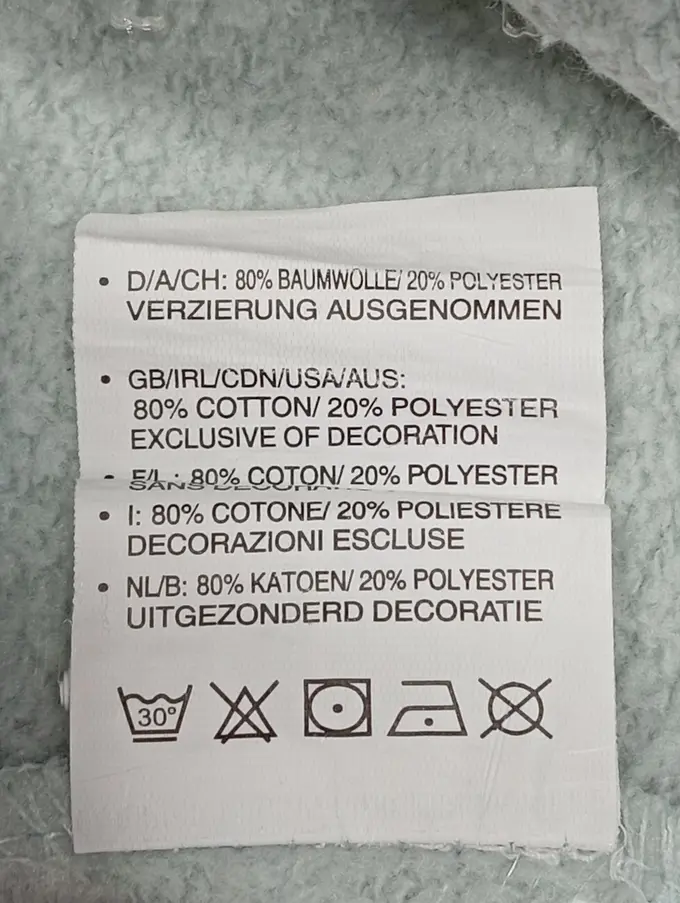 • D/A/CH: 80% BAUMWOLLE/ 20% POLYESTER
VERZIERUNG AUSGENOMMEN
• GB/IRL/CDN/USA/AUS:
80% COTTON/ 20% POLYESTER
EXCLUSIVE OF DECORATION
• F/L : 80% COTON/ 20% POLYESTER
SANS
• I: 80% COTONE/ 20% POLIESTERE
DECORAZIONI ESCLUSE
• NL/B: 80% KATOEN/ 20% POLYESTER
UITGEZONDERD DECORATIE
30°